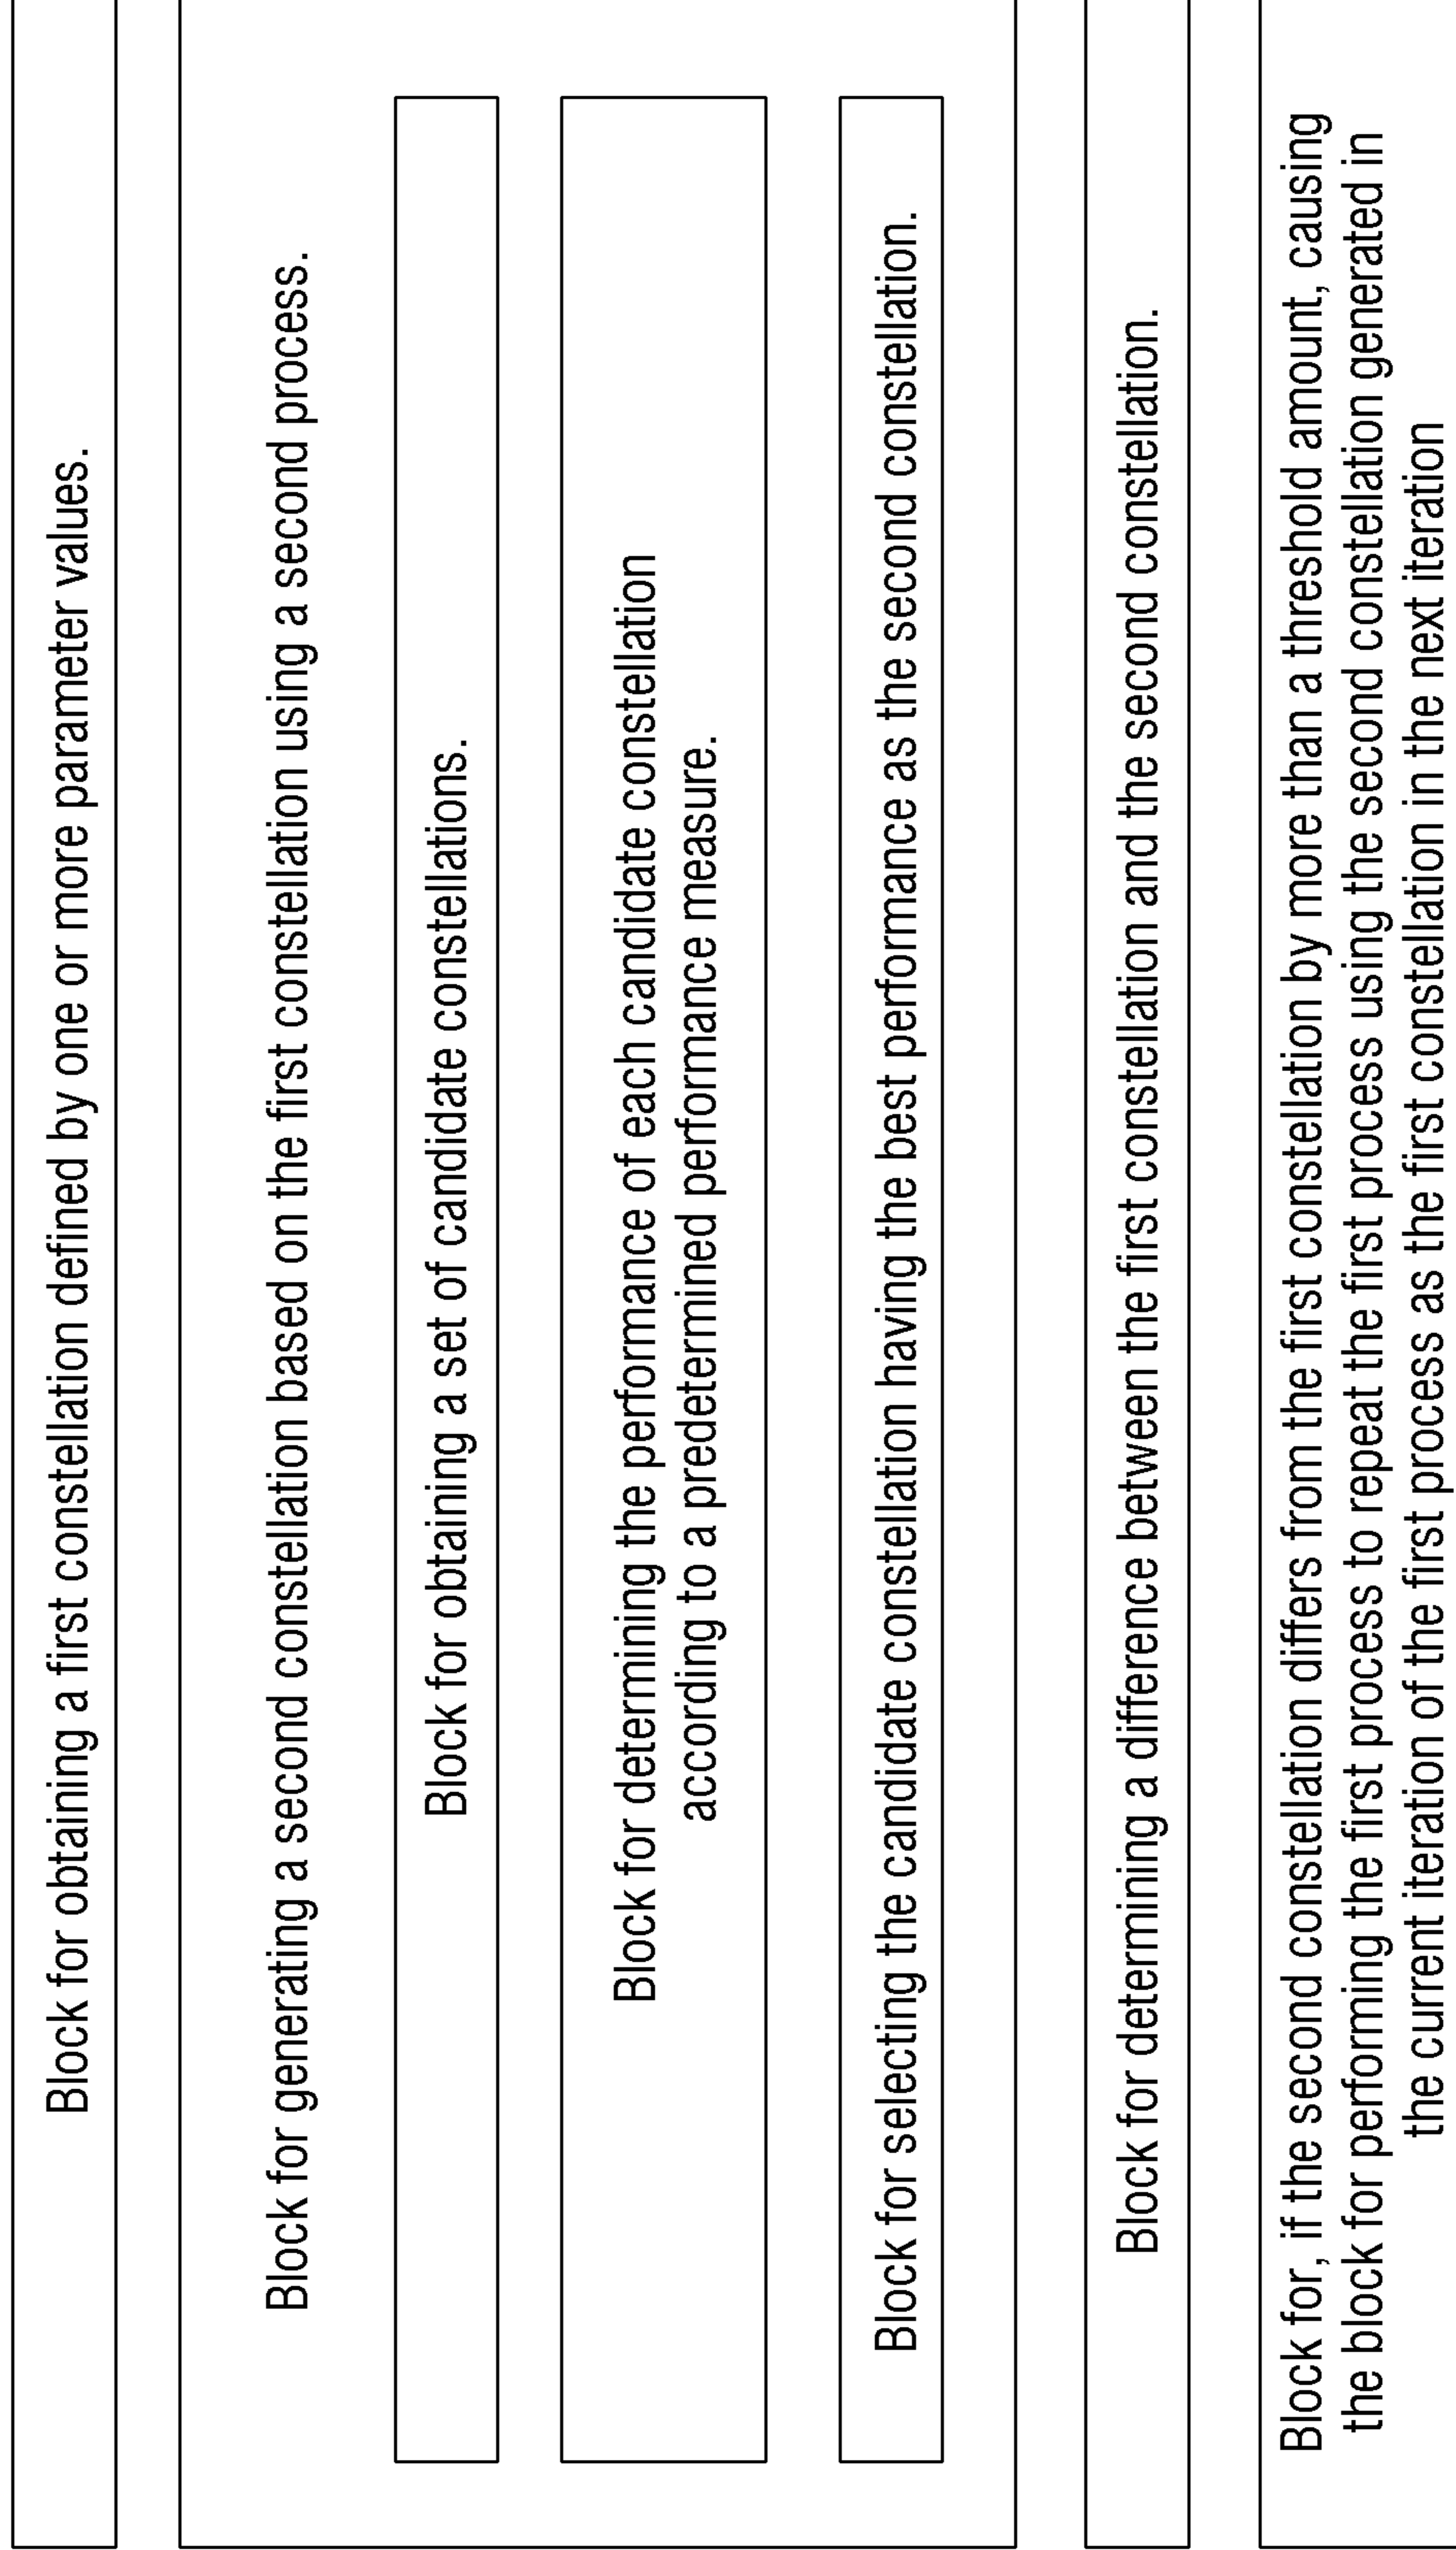 Block for obtaining a first constellation defined by one or more parameter values.
Block for generating a second constellation based on the first constellation using a second process.
Block for obtaining a set of candidate constellations.
Block for determining the performance of each candidate constellation
according to a predetermined performance measure.
Block for selecting the candidate constellation having the best performance as the second constellation.
Block for determining a difference between the first constellation and the second constellation.
Block for, if the second constellation differs from the first constellation by more than a threshold amount, causing
the block for performing the first process to repeat the first process using the second constellation generated in
the current iteration of the first process as the first constellation in the next iteration